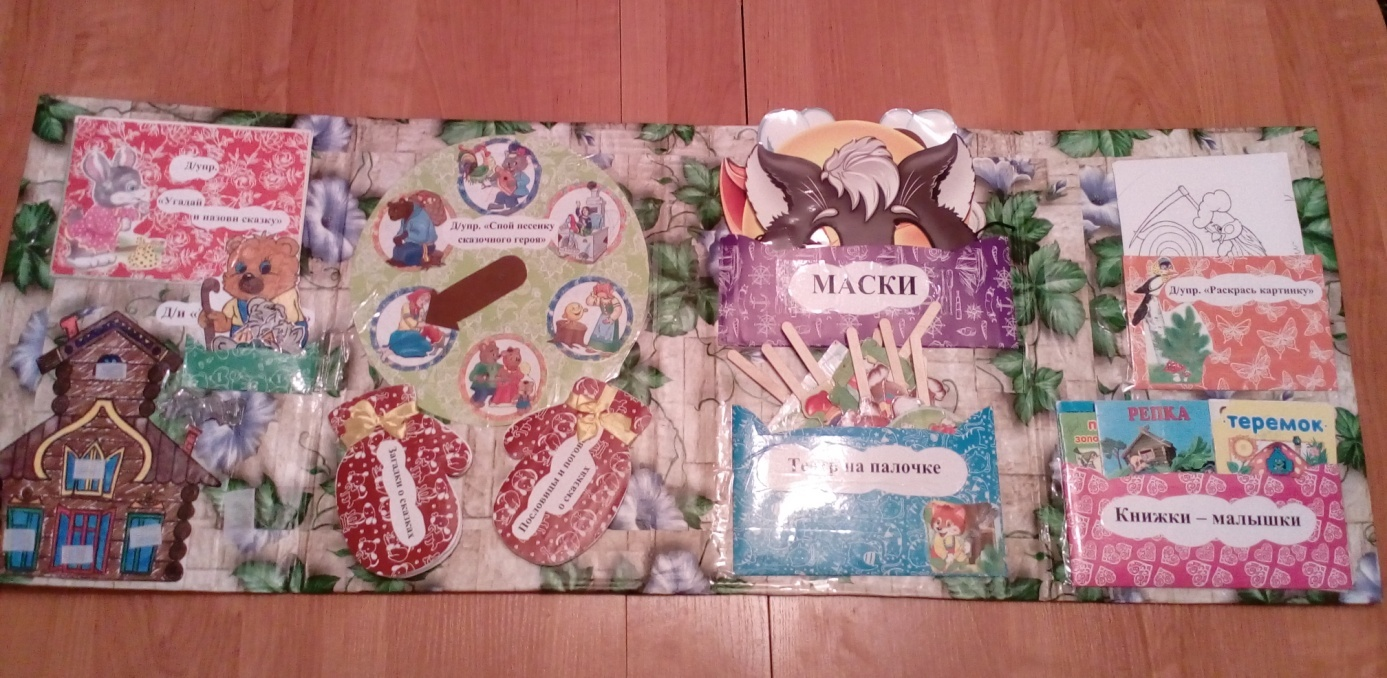 Д/упр.
«Угадай
и назови сказку»
Д/и «
Д/упр. «Спой песенку
сказочного героя»
Загадки о сказках
Пословицы и
о сказках
МАСКИ
Театр на палочке
Д/упр. «Раскрась картинку»
РЕПКА
теремок
Книжки – малышки